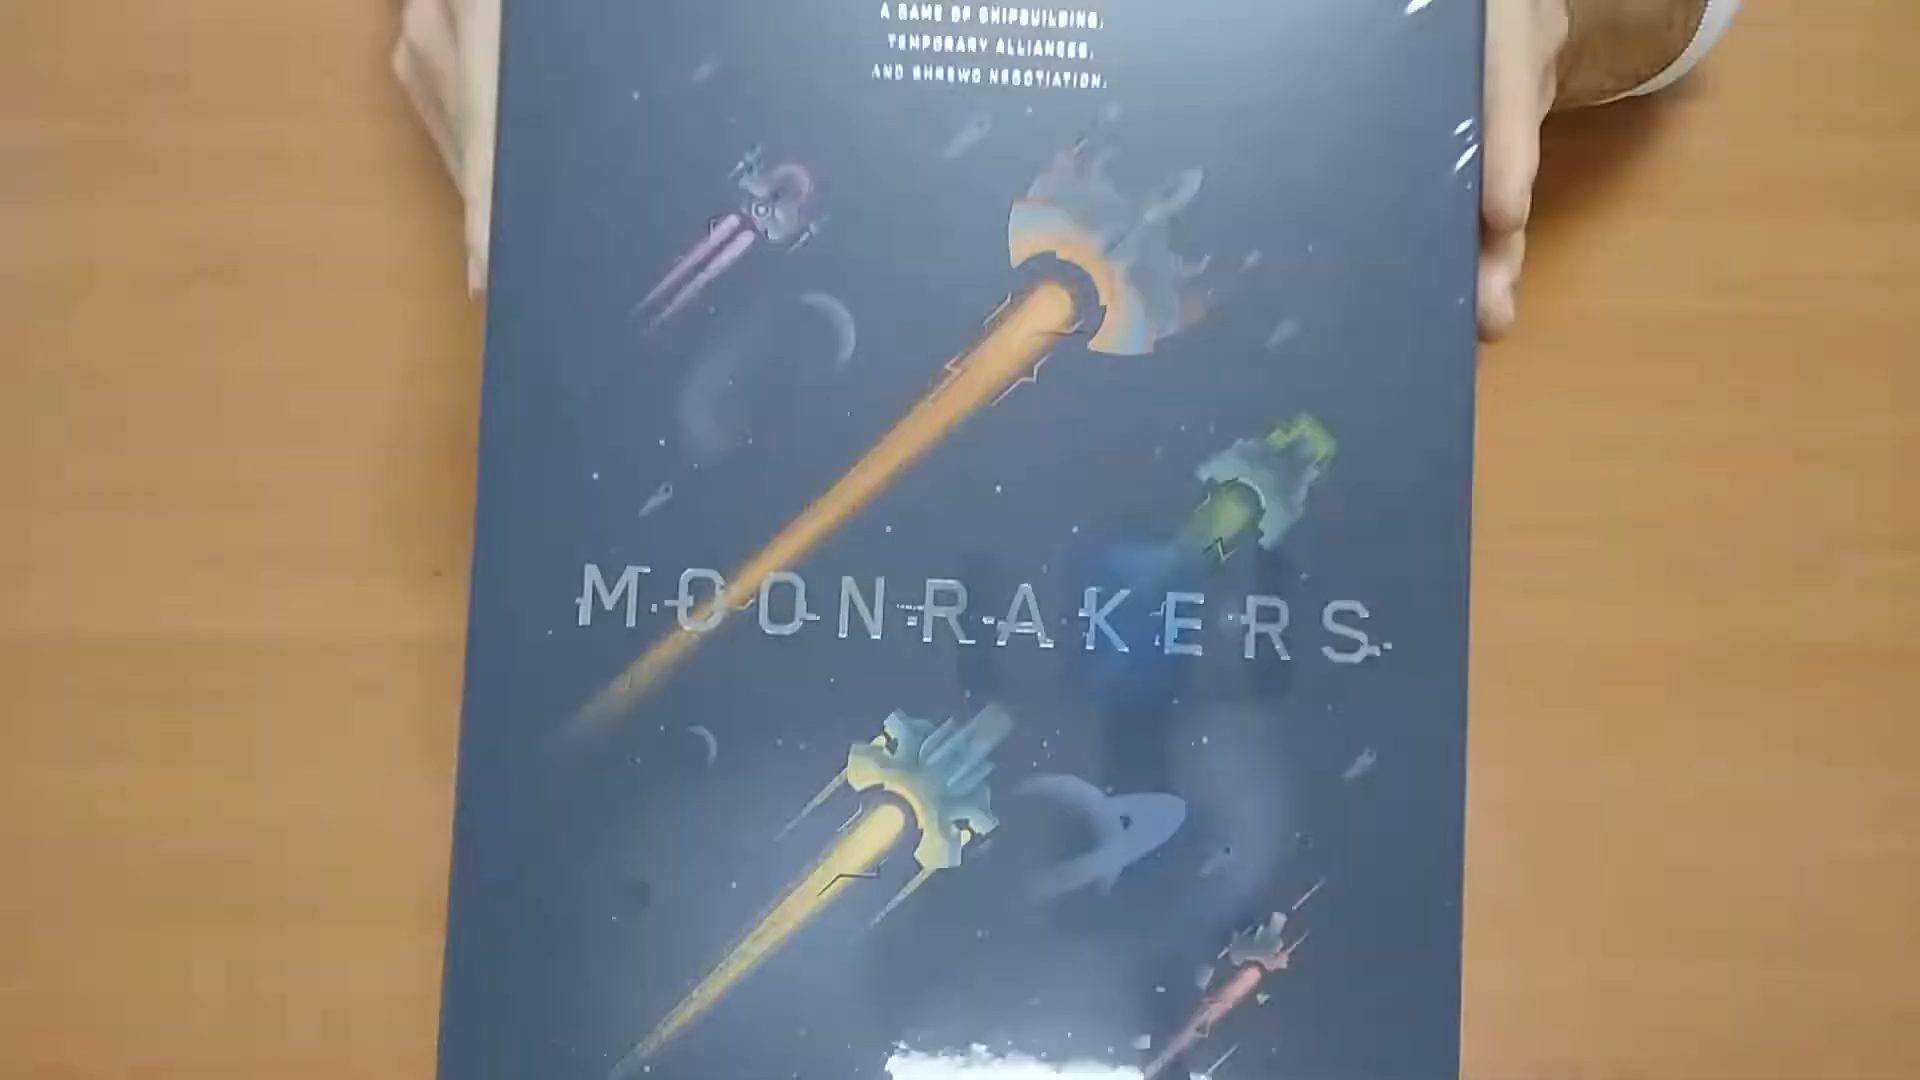 A GAME OF SHIPBUILDING,
TEMPORARY ALLIANCES,
AND SHREWD NEGOTIATION.
MOONRAKERS